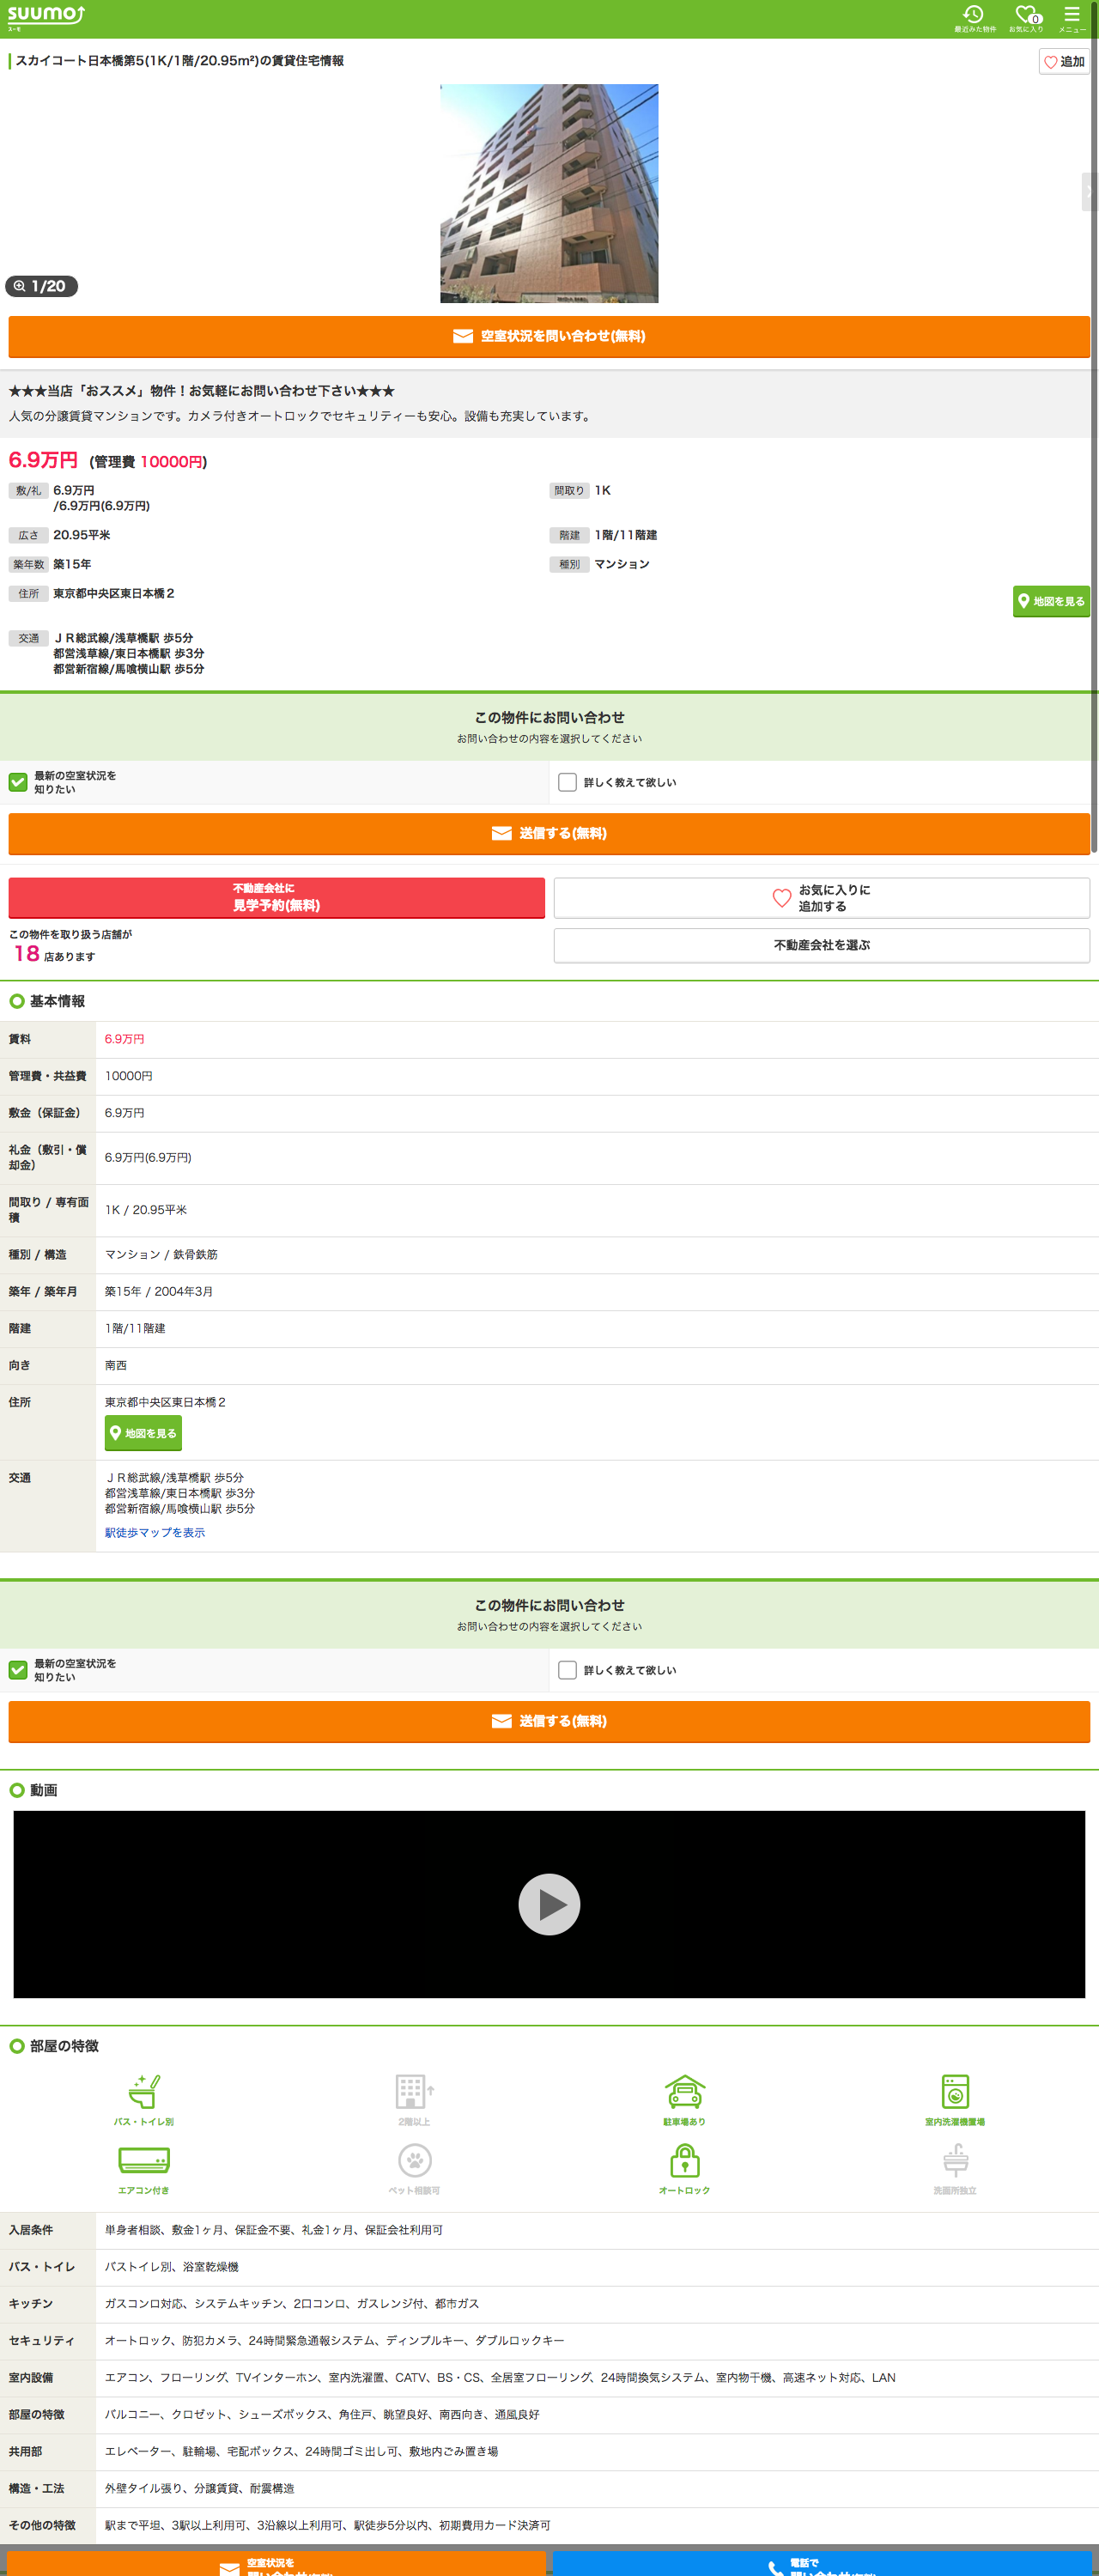 suumo
スーモ
最近みた物件
0
お気に入り
メニュー
スカイコート日本橋第5(1K/1階/20.95m²)の賃貸住宅情報
追加
1/20
空室状況を問い合わせ(無料)
★★★当店「おススメ」物件！お気軽にお問い合わせ下さい★★★
人気の分譲賃貸マンションです。カメラ付きオートロックでセキュリティーも安心。設備も充実しています。
6.9万円 (管理費 10000円)
敷/礼 6.9万円
/6.9万円(6.9万円)
間取り 1K
広さ 20.95平米
階建 1階/11階建
築年数 築15年
種別 マンション
住所 東京都中央区東日本橋２
地図を見る
交通 ＪＲ総武線/浅草橋駅 歩5分
都営浅草線/東日本橋駅 歩3分
都営新宿線/馬喰横山駅 歩5分
この物件にお問い合わせ
お問い合わせの内容を選択してください
最新の空室状況を
知りたい
詳しく教えて欲しい
送信する(無料)
不動産会社に
見学予約(無料)
お気に入りに
追加する
この物件を取り扱う店舗が
18 店あります
不動産会社を選ぶ
基本情報
賃料 6.9万円
管理費・共益費 10000円
敷金（保証金） 6.9万円
礼金（敷引・償
却金） 6.9万円(6.9万円)
間取り / 専有面
積 1K / 20.95平米
種別 / 構造 マンション / 鉄骨鉄筋
築年 / 築年月 築15年 / 2004年3月
階建 1階/11階建
向き 南西
住所 東京都中央区東日本橋２
地図を見る
交通 ＪＲ総武線/浅草橋駅 歩5分
都営浅草線/東日本橋駅 歩3分
都営新宿線/馬喰横山駅 歩5分
駅徒歩マップを表示
この物件にお問い合わせ
お問い合わせの内容を選択してください
最新の空室状況を
知りたい
詳しく教えて欲しい
送信する(無料)
動画
部屋の特徴
バス・トイレ別
2階以上
駐車場あり
室内洗濯機置場
エアコン付き
ペット相談可
オートロック
洗面所独立
入居条件 単身者相談、敷金1ヶ月、保証金不要、礼金1ヶ月、保証会社利用可
バス・トイレ バストイレ別、浴室乾燥機
キッチン ガスコンロ対応、システムキッチン、2口コンロ、ガスレンジ付、都市ガス
セキュリティ オートロック、防犯カメラ、24時間緊急通報システム、ディンプルキー、ダブルロックキー
室内設備 エアコン、フローリング、TVインターホン、室内洗濯置、CATV、BS・CS、全居室フローリング、24時間換気システム、室内物干機、高速ネット対応、LAN
部屋の特徴 バルコニー、クロゼット、シューズボックス、角住戸、眺望良好、南西向き、通風良好
共用部 エレベーター、駐輪場、宅配ボックス、24時間ゴミ出し可、敷地内ごみ置き場
構造・工法 外壁タイル張り、分譲賃貸、耐震構造
その他の特徴 駅まで平坦、3駅以上利用可、3沿線以上利用可、駅徒歩5分以内、初期費用カード決済可
空室状況を
電話で